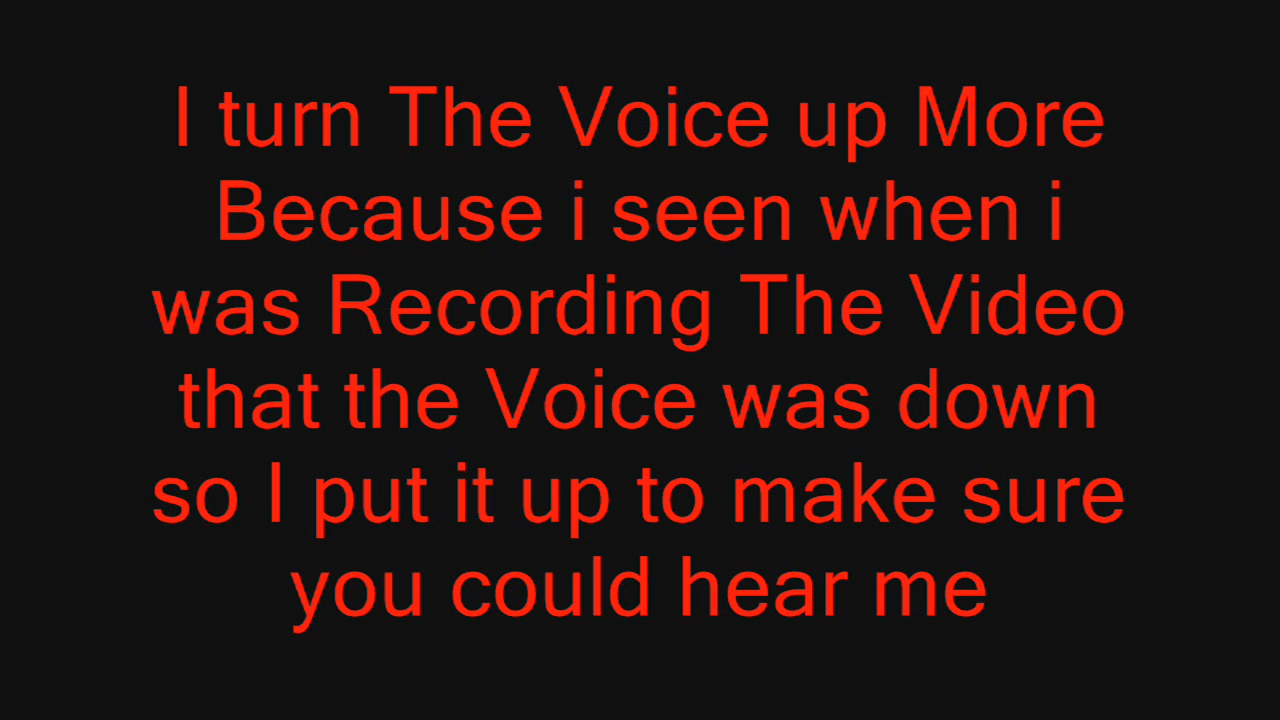 I turn The Voice up More
Because i seen when i
was Recording The Video
that the Voice was down
so I put it up to make sure
you could hear me